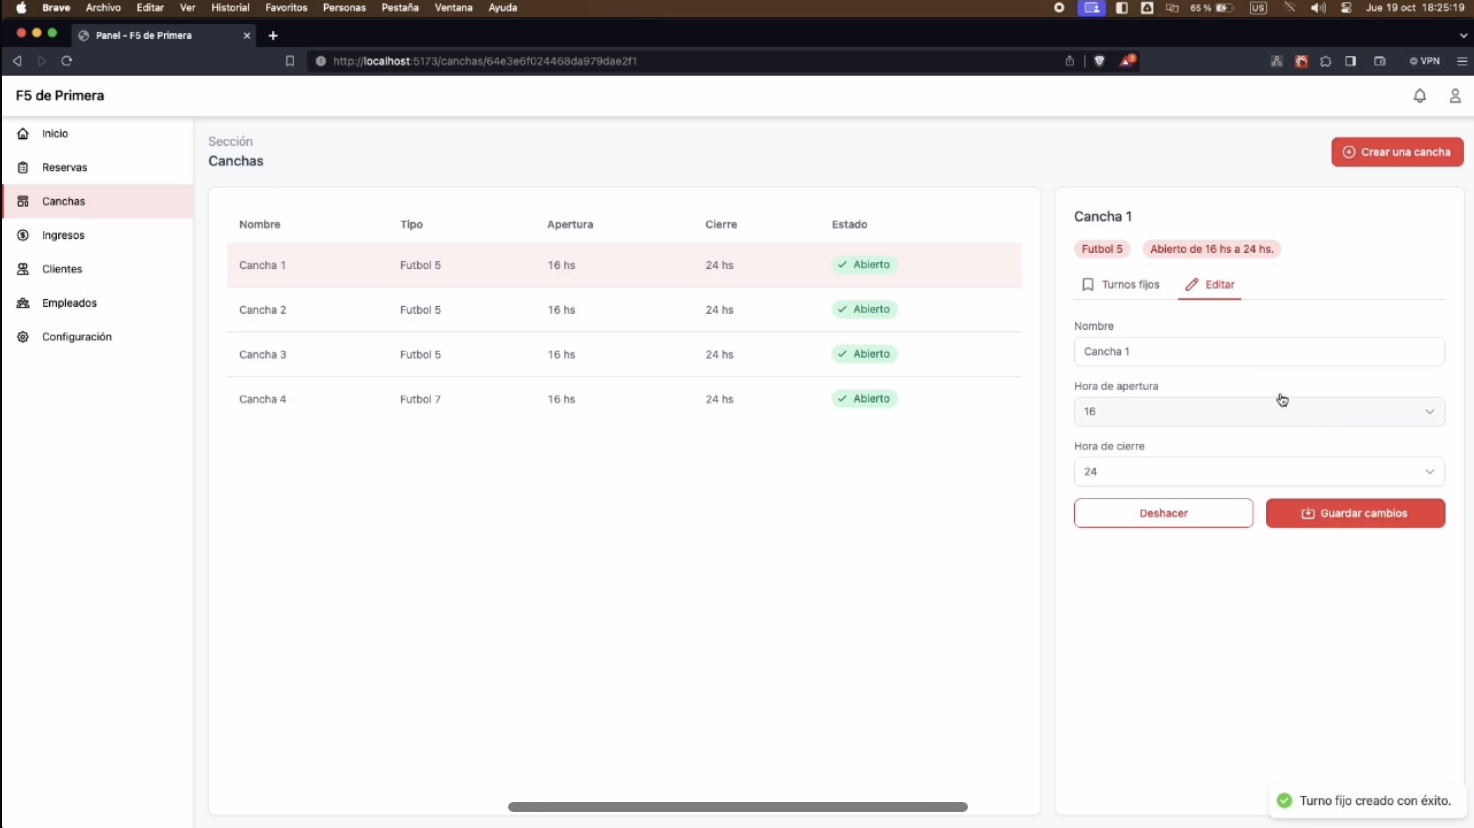 Brave Archivo Editar Ver Historial Favoritos Personas Pestaña Ventana Ayuda 65 % US Jue 19 oct 18:25:19
Panel - F5 de Primera
http://localhost:5173/canchas/64e3e6f024468da979dae2f1 VPN
F5 de Primera
Inicio
Reservas
Canchas
Ingresos
Clientes
Empleados
Configuración
Sección
Canchas
Crear una cancha
Nombre Tipo Apertura Cierre Estado
Cancha 1 Futbol 5 16 hs 24 hs Abierto
Cancha 2 Futbol 5 16 hs 24 hs Abierto
Cancha 3 Futbol 5 16 hs 24 hs Abierto
Cancha 4 Futbol 7 16 hs 24 hs Abierto
Cancha 1
Futbol 5 Abierto de 16 hs a 24 hs.
Turnos fijos Editar
Nombre
Cancha 1
Hora de apertura
16
Hora de cierre
24
Deshacer Guardar cambios
Turno fijo creado con éxito.